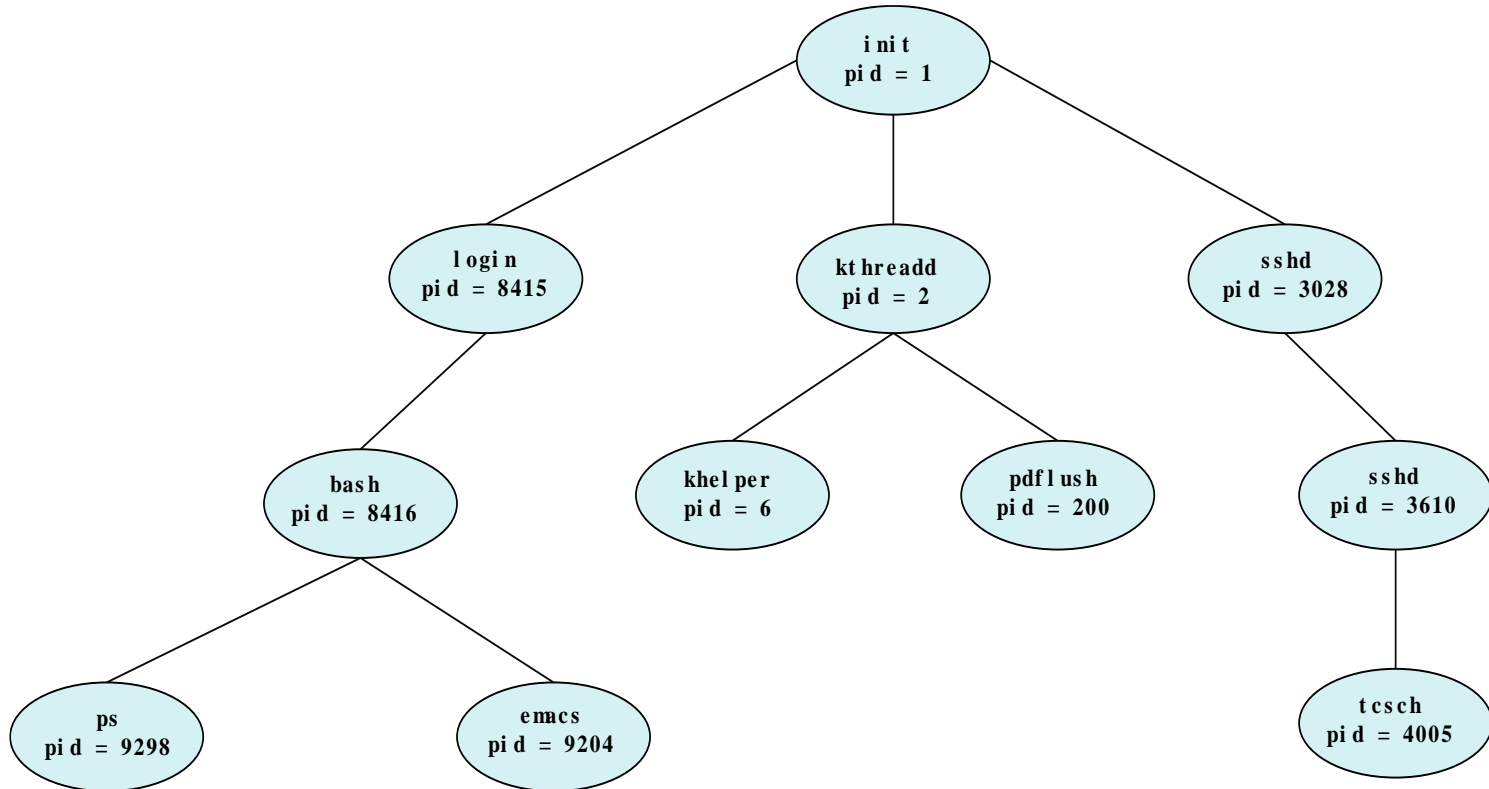 init
pid = 1
login
pid = 8415
kthreadd
pid = 2
sshd
pid = 3028
bash
pid = 8416
khelper
pid = 6
pdflush
pid = 200
sshd
pid = 3610
ps
pid = 9298
emacs
pid = 9204
tcsch
pid = 4005